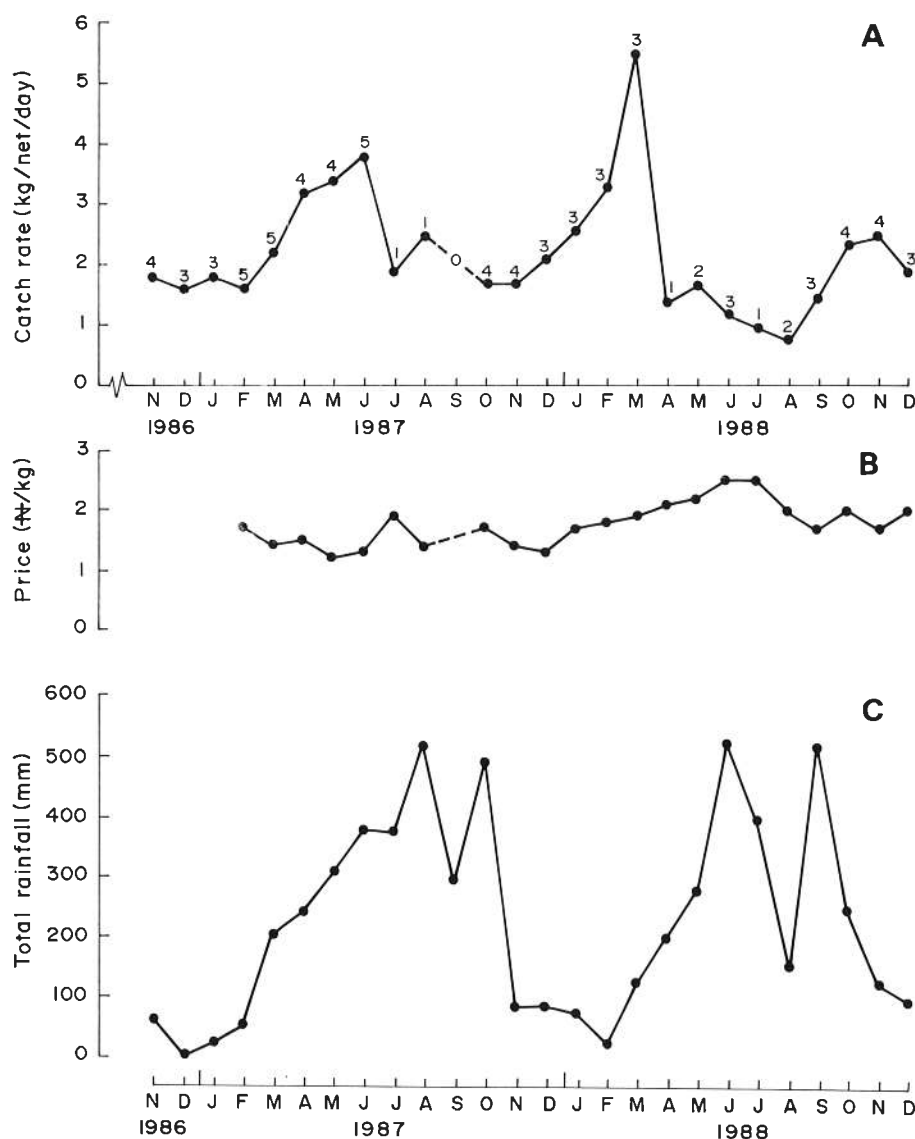 A
Catch rate (kg/net/day)
6
5
4
3
2
1
0
4 3 3 5 5 4 4 5 1 1 0 4 4 3 3 3 3 1 2 3 1 2 3 4 4 3
N D J F M A M J J A S O N D J F M A M J J A S O N D
1986 1987 1988
B
Price (₦/kg)
3
2
1
0
C
Total rainfall (mm)
600
500
400
300
200
100
0
N D J F M A M J J A S O N D J F M A M J J A S O N D
1986 1987 1988